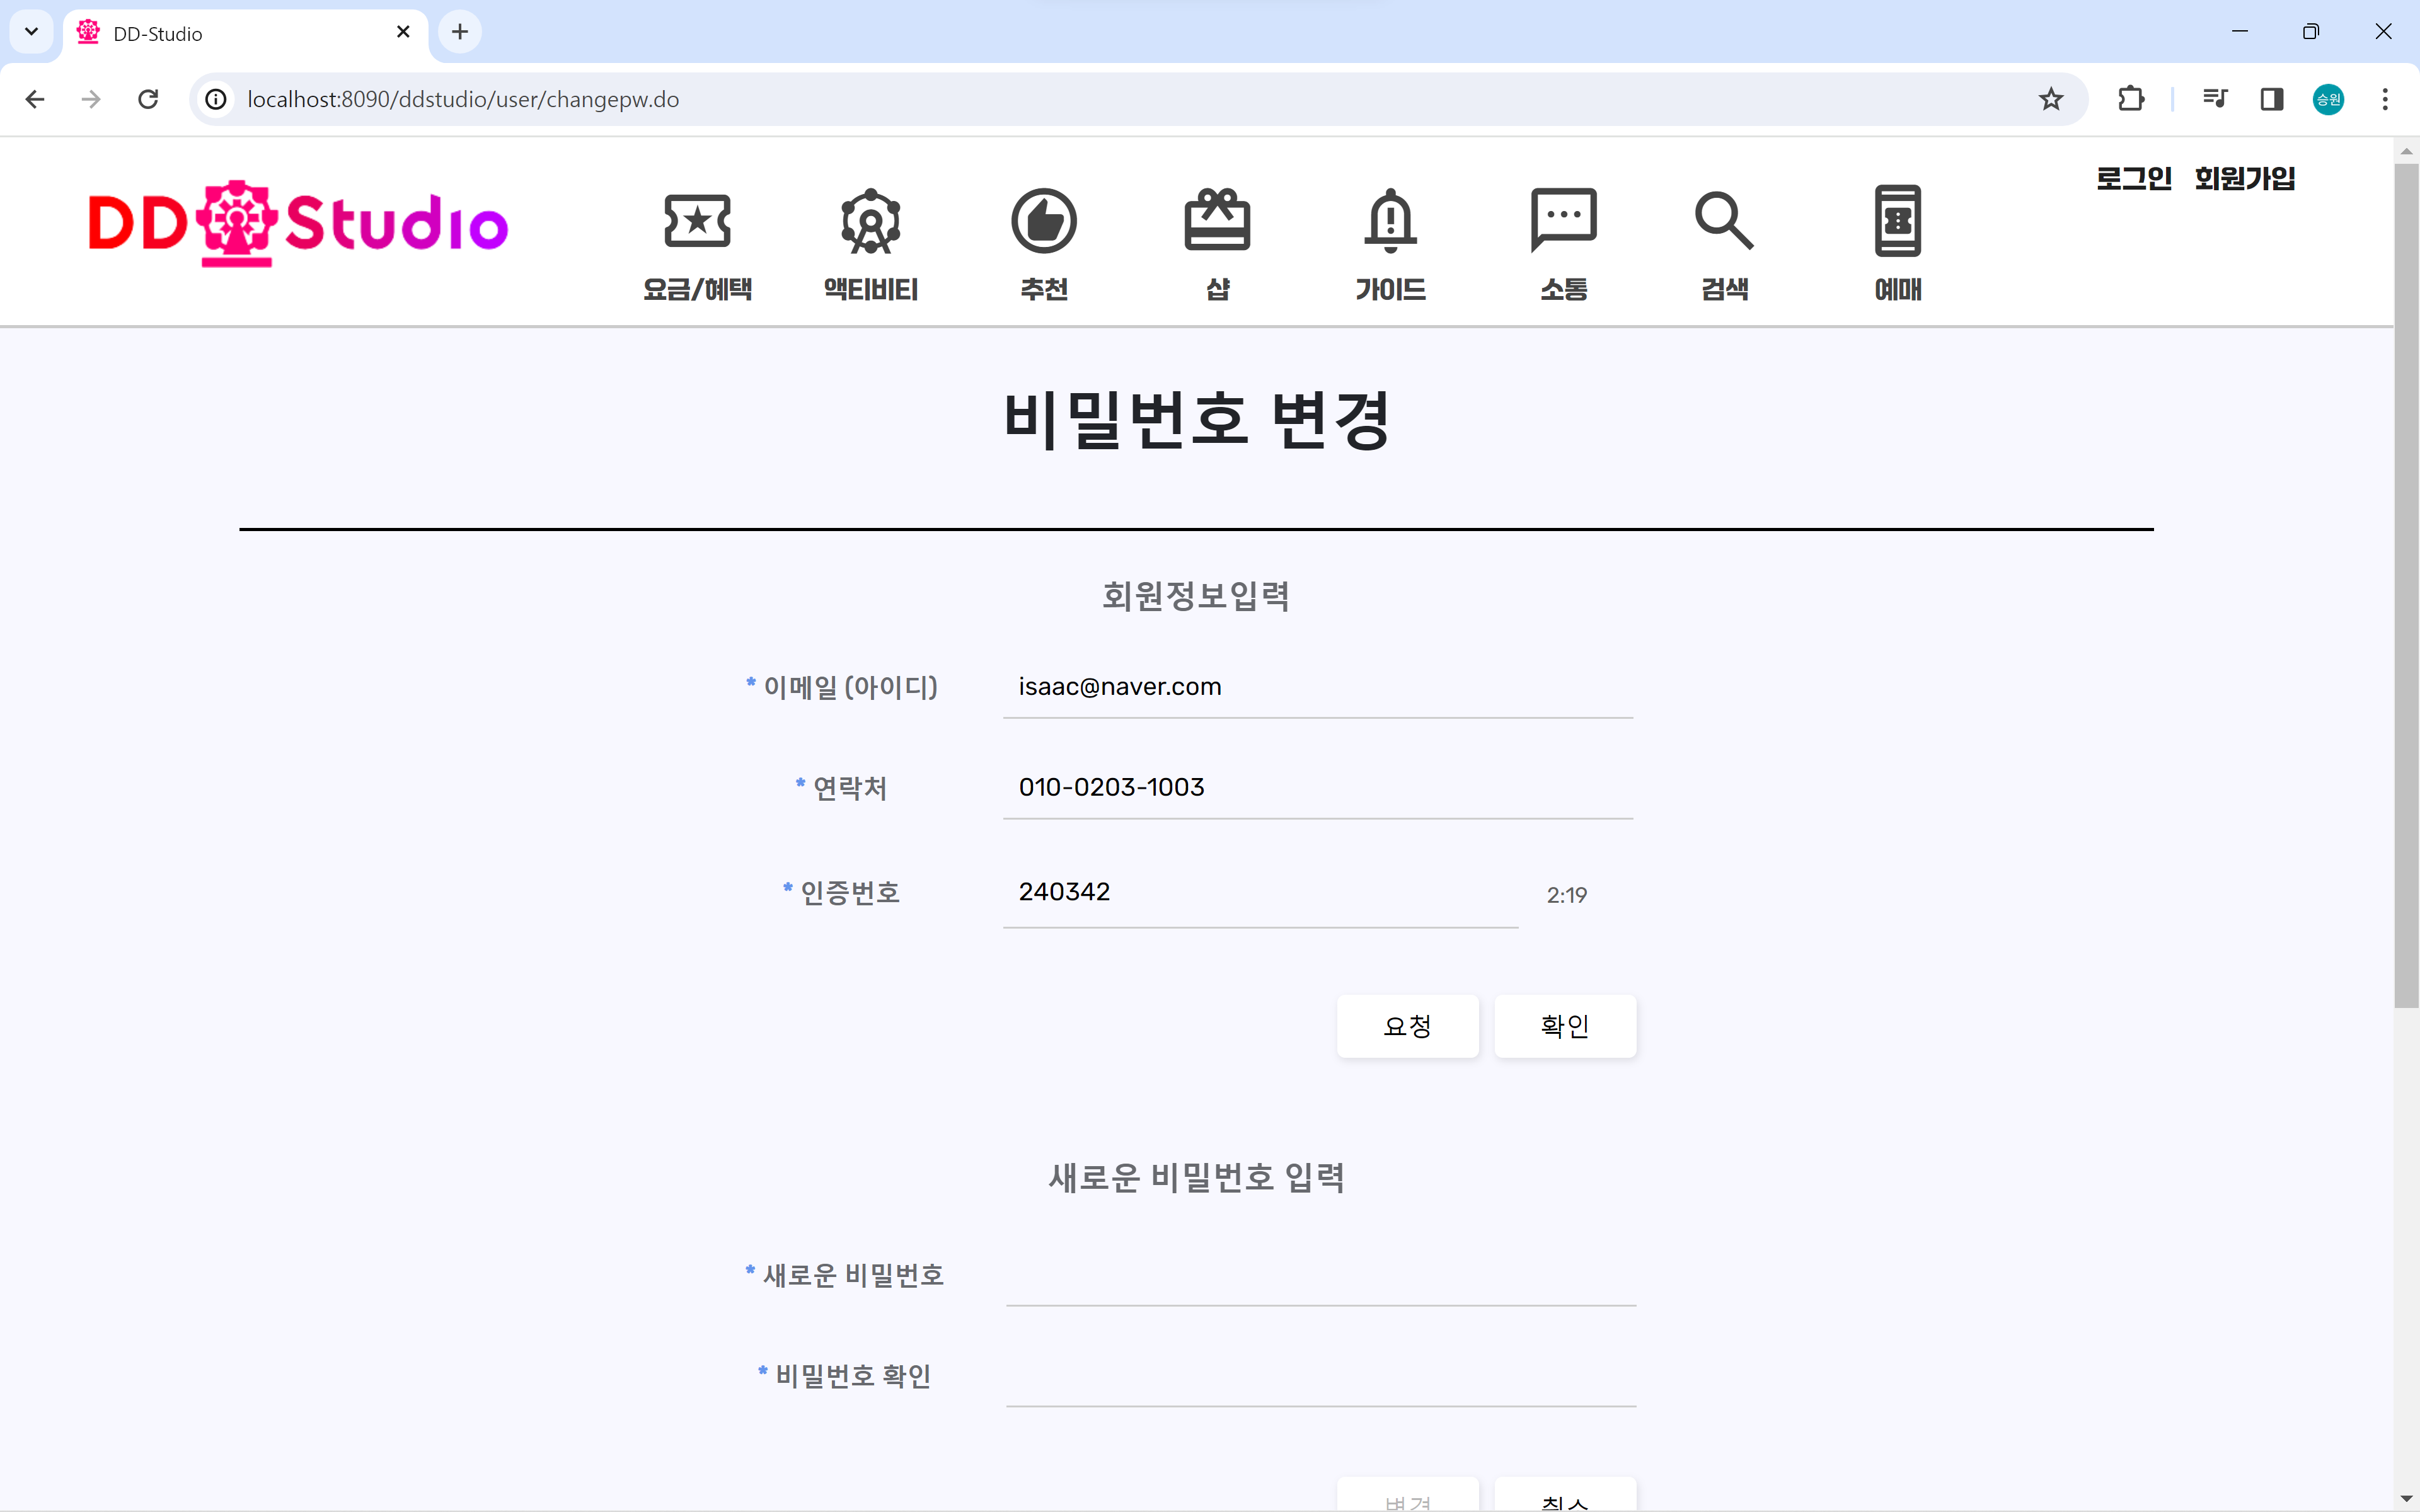 DD-Studio
localhost:8090/ddstudio/user/changepw.do
승원
로그인 회원가입
DD Studio
요금/혜택 액티비티 추천 샵 가이드 소통 검색 예매
비밀번호 변경
회원정보입력
* 이메일 (아이디) isaac@naver.com
* 연락처 010-0203-1003
* 인증번호 240342 2:19
요청 확인
새로운 비밀번호 입력
* 새로운 비밀번호
* 비밀번호 확인
변경 취소